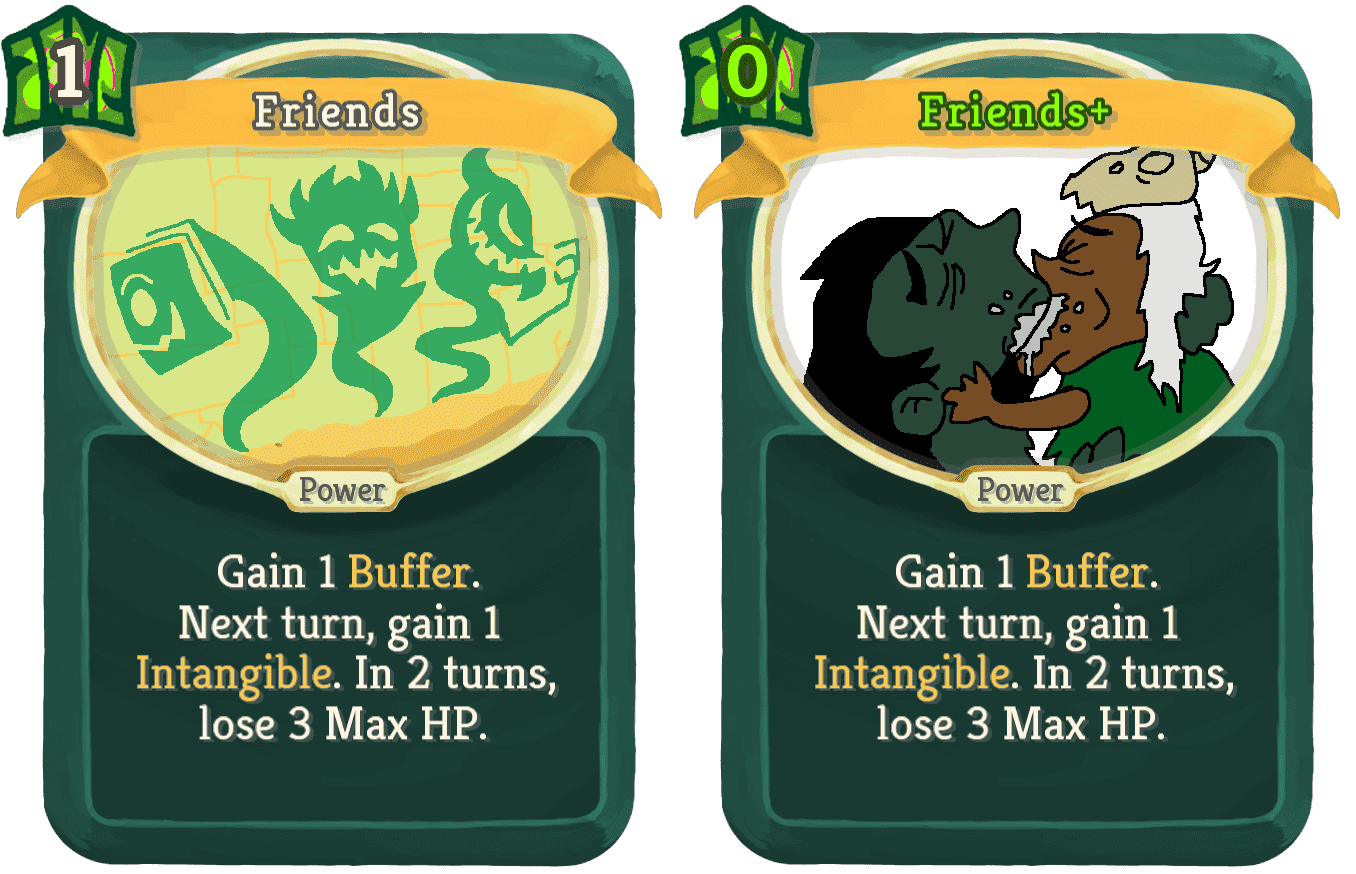 1
Friends
Power
Gain 1 Buffer.
Next turn, gain 1
Intangible. In 2 turns,
lose 3 Max HP.
0
Friends+
Power
Gain 1 Buffer.
Next turn, gain 1
Intangible. In 2 turns,
lose 3 Max HP.